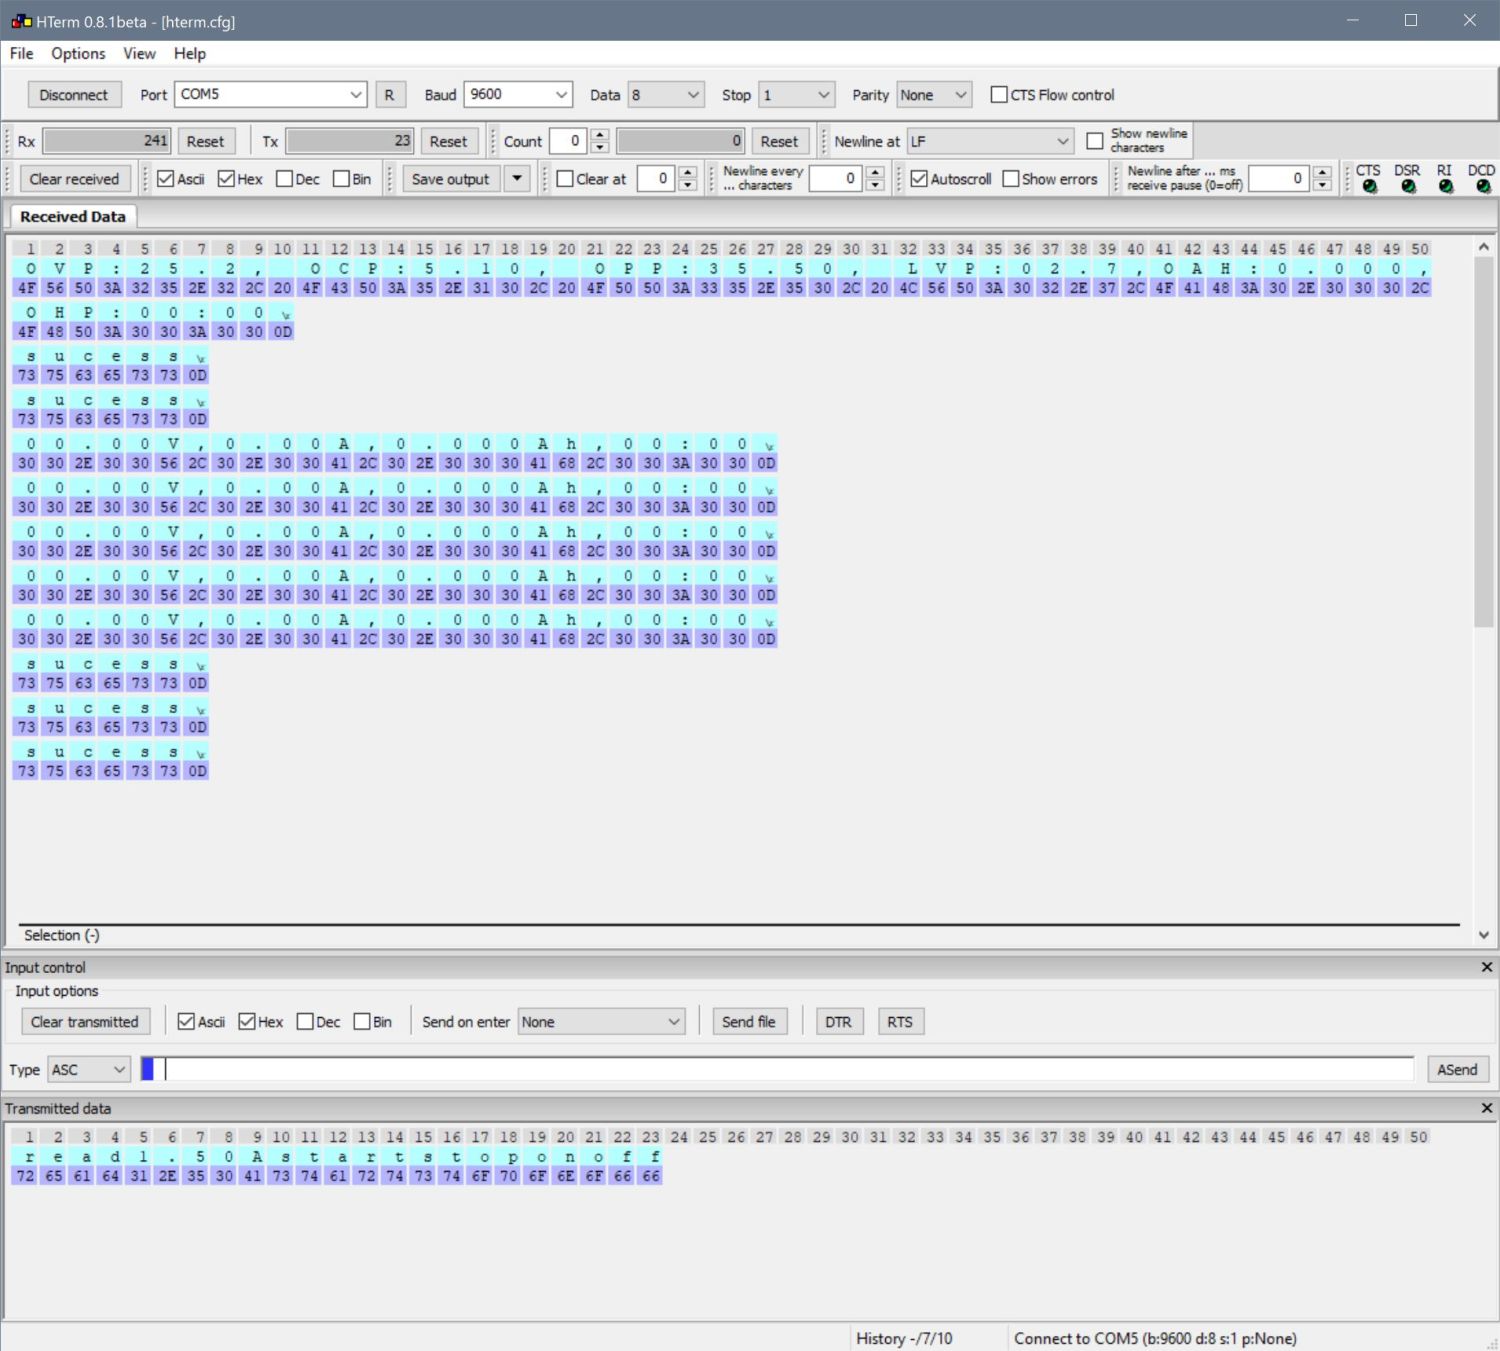 HTerm 0.8.1beta - [hterm.cfg]
File Options View Help
Disconnect Port COM5 R Baud 9600 Data 8 Stop 1 Parity None CTS Flow control
Rx 241 Reset Tx 23 Reset Count 0 0 Reset Newline at LF Show newline characters
Clear received Ascii Hex Dec Bin Save output Clear at 0 Newline every ... characters 0 Autoscroll Show errors Newline after ... ms receive pause (0=off) 0 CTS DSR RI DCD
Received Data
1 2 3 4 5 6 7 8 9 10 11 12 13 14 15 16 17 18 19 20 21 22 23 24 25 26 27 28 29 30 31 32 33 34 35 36 37 38 39 40 41 42 43 44 45 46 47 48 49 50
O V P : 2 5 . 2 , O C P : 5 . 1 0 , O P P : 3 5 . 5 0 , L V P : 0 2 . 7 , O A H : 0 . 0 0 0 ,
4F 56 50 3A 32 35 2E 32 2C 20 4F 43 50 3A 35 2E 31 30 2C 20 4F 50 50 3A 33 35 2E 35 30 2C 20 4C 56 50 3A 30 32 2E 37 2C 4F 41 48 3A 30 2E 30 30 30 2C
O H P : 0 0 : 0 0 \r
4F 48 50 3A 30 30 3A 30 30 0D
s u c e s s \r
73 75 63 65 73 73 0D
s u c e s s \r
73 75 63 65 73 73 0D
0 0 . 0 0 V , 0 . 0 0 A , 0 . 0 0 0 A h , 0 0 : 0 0 \r
30 30 2E 30 30 56 2C 30 2E 30 30 41 2C 30 2E 30 30 30 41 68 2C 30 30 3A 30 30 0D
0 0 . 0 0 V , 0 . 0 0 A , 0 . 0 0 0 A h , 0 0 : 0 0 \r
30 30 2E 30 30 56 2C 30 2E 30 30 41 2C 30 2E 30 30 30 41 68 2C 30 30 3A 30 30 0D
0 0 . 0 0 V , 0 . 0 0 A , 0 . 0 0 0 A h , 0 0 : 0 0 \r
30 30 2E 30 30 56 2C 30 2E 30 30 41 2C 30 2E 30 30 30 41 68 2C 30 30 3A 30 30 0D
0 0 . 0 0 V , 0 . 0 0 A , 0 . 0 0 0 A h , 0 0 : 0 0 \r
30 30 2E 30 30 56 2C 30 2E 30 30 41 2C 30 2E 30 30 30 41 68 2C 30 30 3A 30 30 0D
0 0 . 0 0 V , 0 . 0 0 A , 0 . 0 0 0 A h , 0 0 : 0 0 \r
30 30 2E 30 30 56 2C 30 2E 30 30 41 2C 30 2E 30 30 30 41 68 2C 30 30 3A 30 30 0D
s u c e s s \r
73 75 63 65 73 73 0D
s u c e s s \r
73 75 63 65 73 73 0D
s u c e s s \r
73 75 63 65 73 73 0D
Selection (-)
Input control
Input options
Clear transmitted Ascii Hex Dec Bin Send on enter None Send file DTR RTS
Type ASC ASend
Transmitted data
1 2 3 4 5 6 7 8 9 10 11 12 13 14 15 16 17 18 19 20 21 22 23 24 25 26 27 28 29 30 31 32 33 34 35 36 37 38 39 40 41 42 43 44 45 46 47 48 49 50
r e a d 1 . 5 0 A s t a r t s t o p o n o f f
72 65 61 64 31 2E 35 30 41 73 74 61 72 74 73 74 6F 70 6F 6E 6F 66 66
History -/7/10 Connect to COM5 (b:9600 d:8 s:1 p:None)